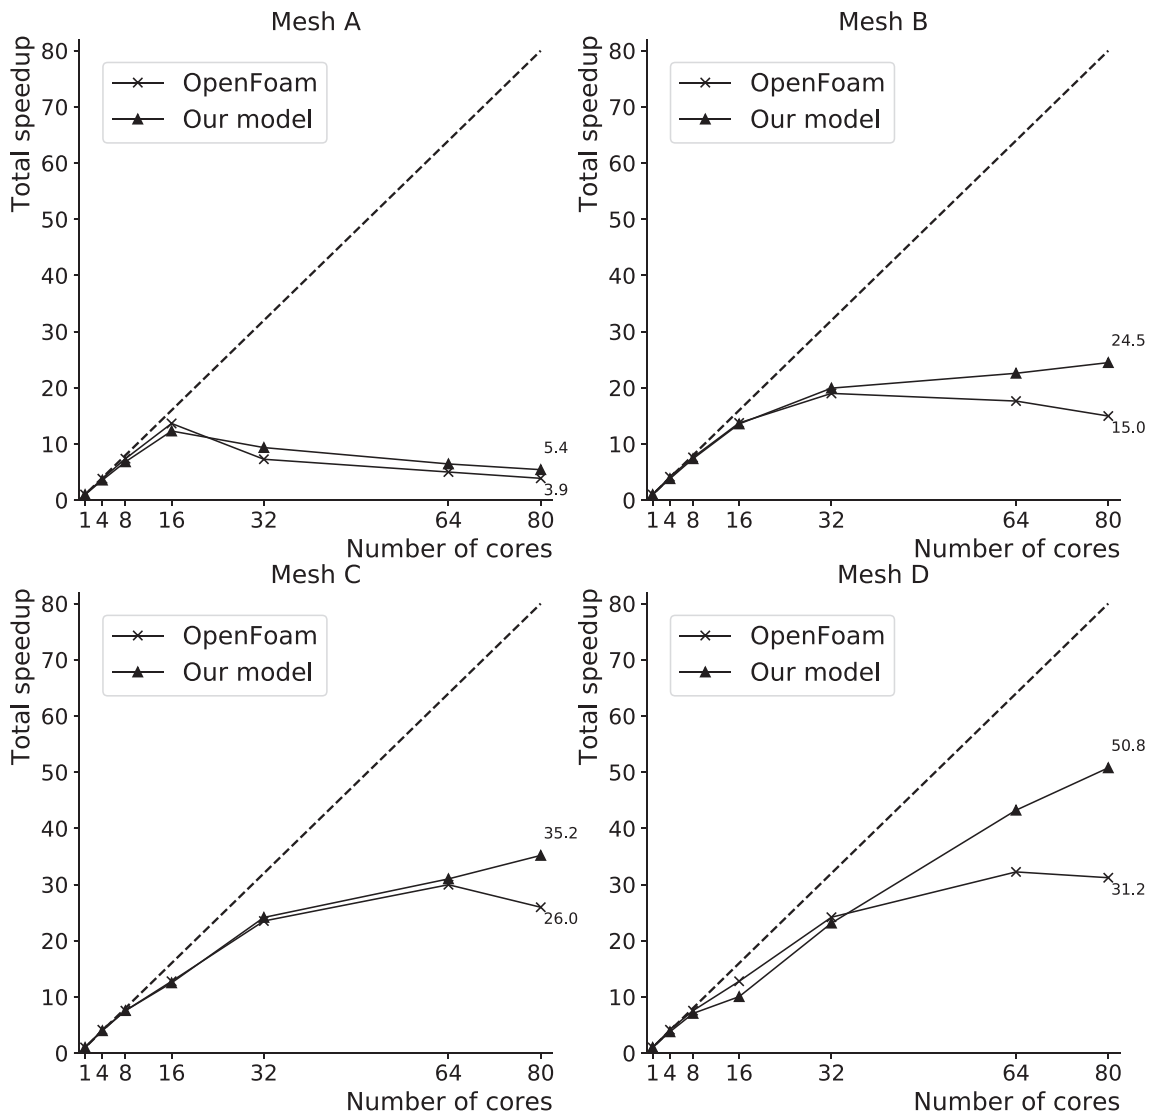 Mesh A
Total speedup
80
70
60
50
40
30
20
10
0
OpenFoam
Our model
5.4
3.9
1 4 8 16 32 64 80
Number of cores
Mesh B
Total speedup
80
70
60
50
40
30
20
10
0
OpenFoam
Our model
24.5
15.0
1 4 8 16 32 64 80
Number of cores
Mesh C
Total speedup
80
70
60
50
40
30
20
10
0
OpenFoam
Our model
35.2
26.0
1 4 8 16 32 64 80
Number of cores
Mesh D
Total speedup
80
70
60
50
40
30
20
10
0
OpenFoam
Our model
50.8
31.2
1 4 8 16 32 64 80
Number of cores